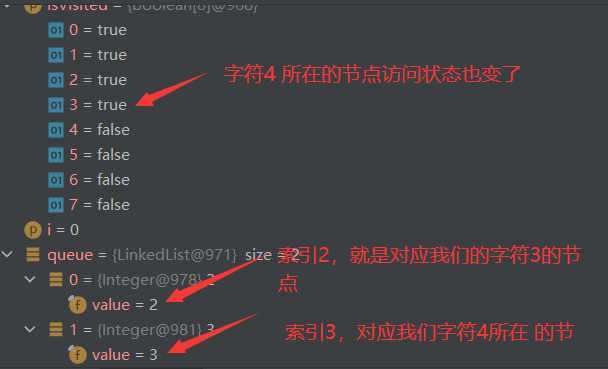 isVisited = {boolean[8]@968}
01 0 = true
01 1 = true
字符4 所在的节点访问状态也变了
01 2 = true
01 3 = true
01 4 = false
01 5 = false
01 6 = false
01 7 = false
p i = 0
queue = {LinkedList@971} size = 2
索引2，就是对应我们的字符3的节
点
0 = {Integer@978} 2
f value = 2
1 = {Integer@981} 3
索引3，对应我们字符4所在 的节
f value = 3